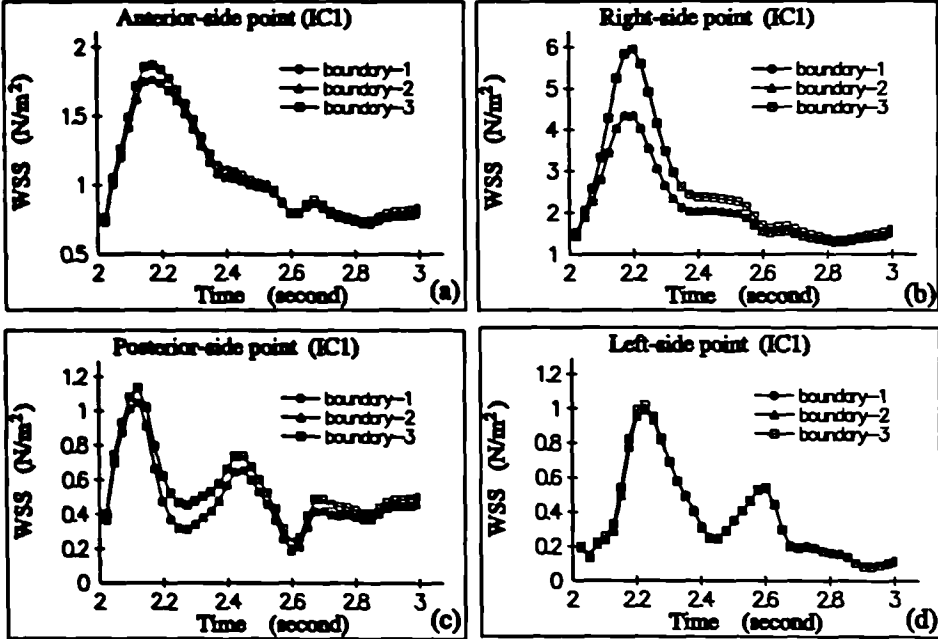 Anterior-side point (IC1)
WSS (N/m²)
2
1.5
1
0.5
boundary-1
boundary-2
boundary-3
2 2.2 2.4 2.6 2.8 3
Time (second)
(a)
Right-side point (IC1)
WSS (N/m²)
6
5
4
3
2
1
boundary-1
boundary-2
boundary-3
2 2.2 2.4 2.6 2.8 3
Time (second)
(b)
Posterior-side point (IC1)
WSS (N/m²)
1.2
1
0.8
0.6
0.4
0.2
0
boundary-1
boundary-2
boundary-3
2 2.2 2.4 2.6 2.8 3
Time (second)
(c)
Left-side point (IC1)
WSS (N/m²)
1.2
1
0.8
0.6
0.4
0.2
0
boundary-1
boundary-2
boundary-3
2 2.2 2.4 2.6 2.8 3
Time (second)
(d)